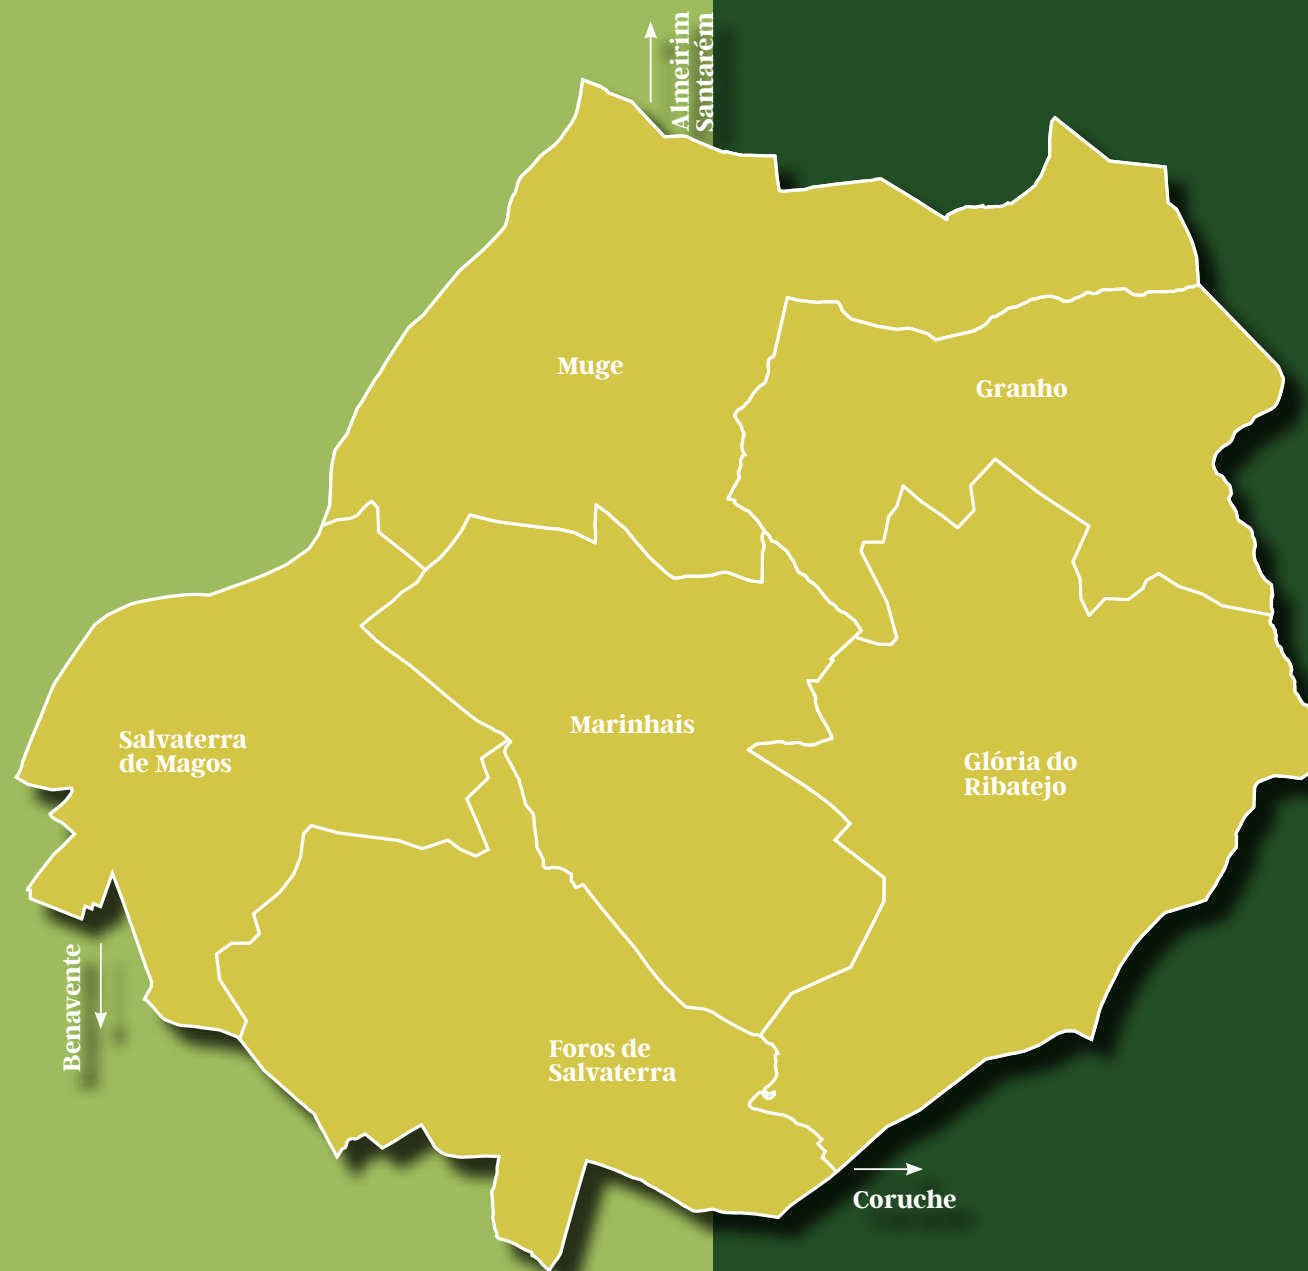 Almeirim
Santarém
Muge
Granho
Marinhais
Salvaterra
de Magos
Glória do
Ribatejo
Benavente
Foros de
Salvaterra
Coruche